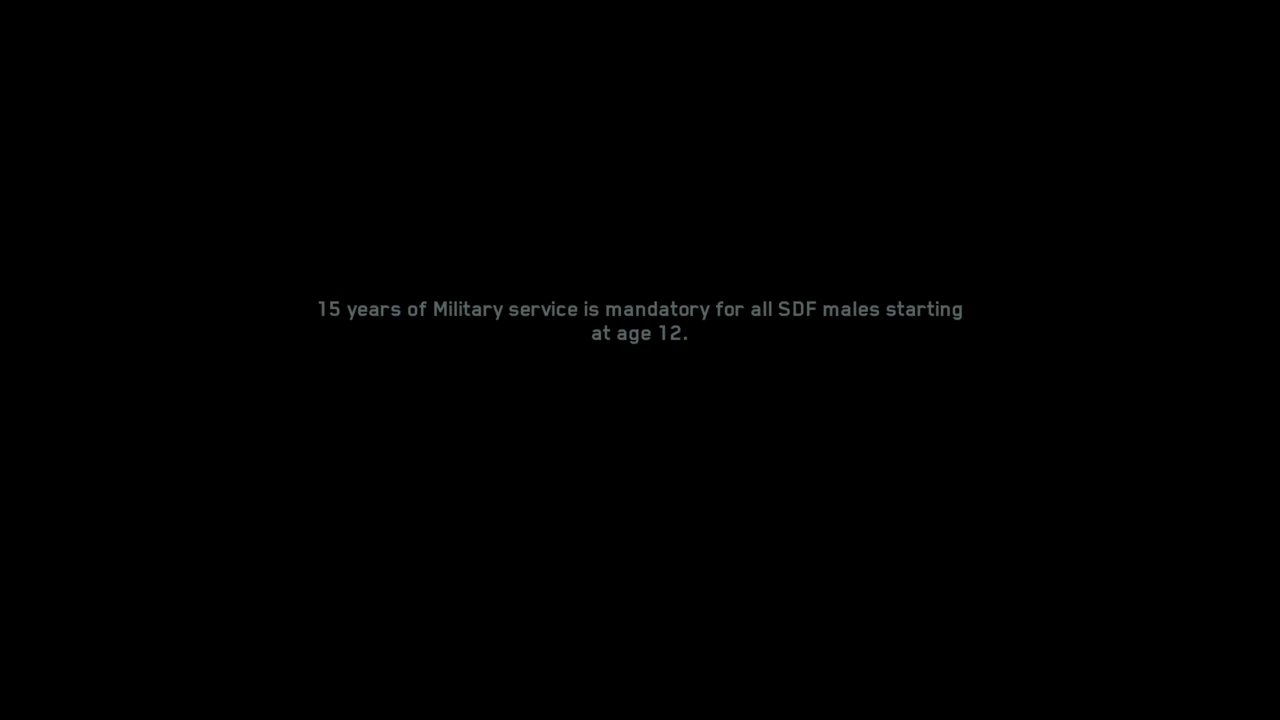 15 years of Military service is mandatory for all SDF males starting
at age 12.